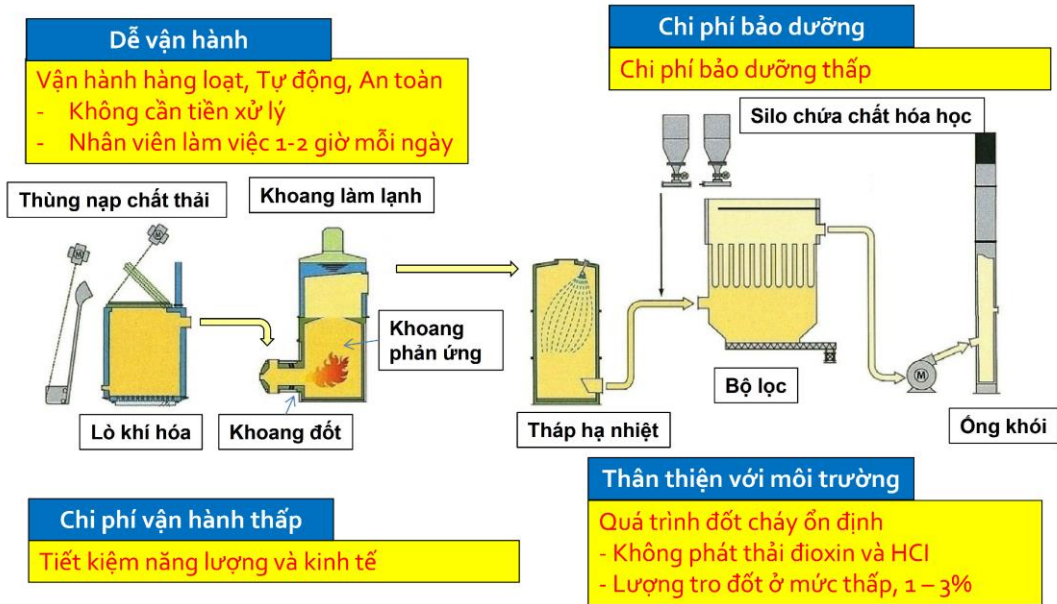 Dễ vận hành
Vận hành hàng loạt, Tự động, An toàn
- Không cần tiền xử lý
- Nhân viên làm việc 1-2 giờ mỗi ngày
Chi phí bảo dưỡng
Chi phí bảo dưỡng thấp
Silo chứa chất hóa học
Thùng nạp chất thải
Khoang làm lạnh
M
M
M
M
Khoang
phản ứng
Lò khí hóa
Khoang đốt
Tháp hạ nhiệt
Bộ lọc
M
Ống khói
Chi phí vận hành thấp
Tiết kiệm năng lượng và kinh tế
Thân thiện với môi trường
Quá trình đốt cháy ổn định
- Không phát thải đioxin và HCl
- Lượng tro đốt ở mức thấp, 1 – 3%